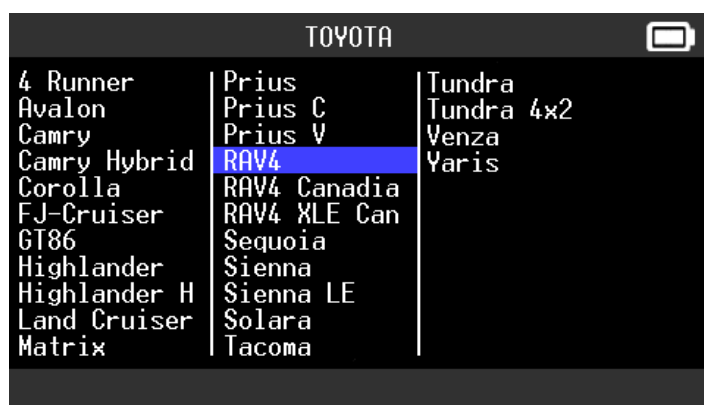 TOYOTA
4 Runner
Avalon
Camry
Camry Hybrid
Corolla
FJ-Cruiser
GT86
Highlander
Highlander H
Land Cruiser
Matrix
Prius
Prius C
Prius V
RAV4
RAV4 Canadia
RAV4 XLE Can
Sequoia
Sienna
Sienna LE
Solara
Tacoma
Tundra
Tundra 4x2
Venza
Yaris